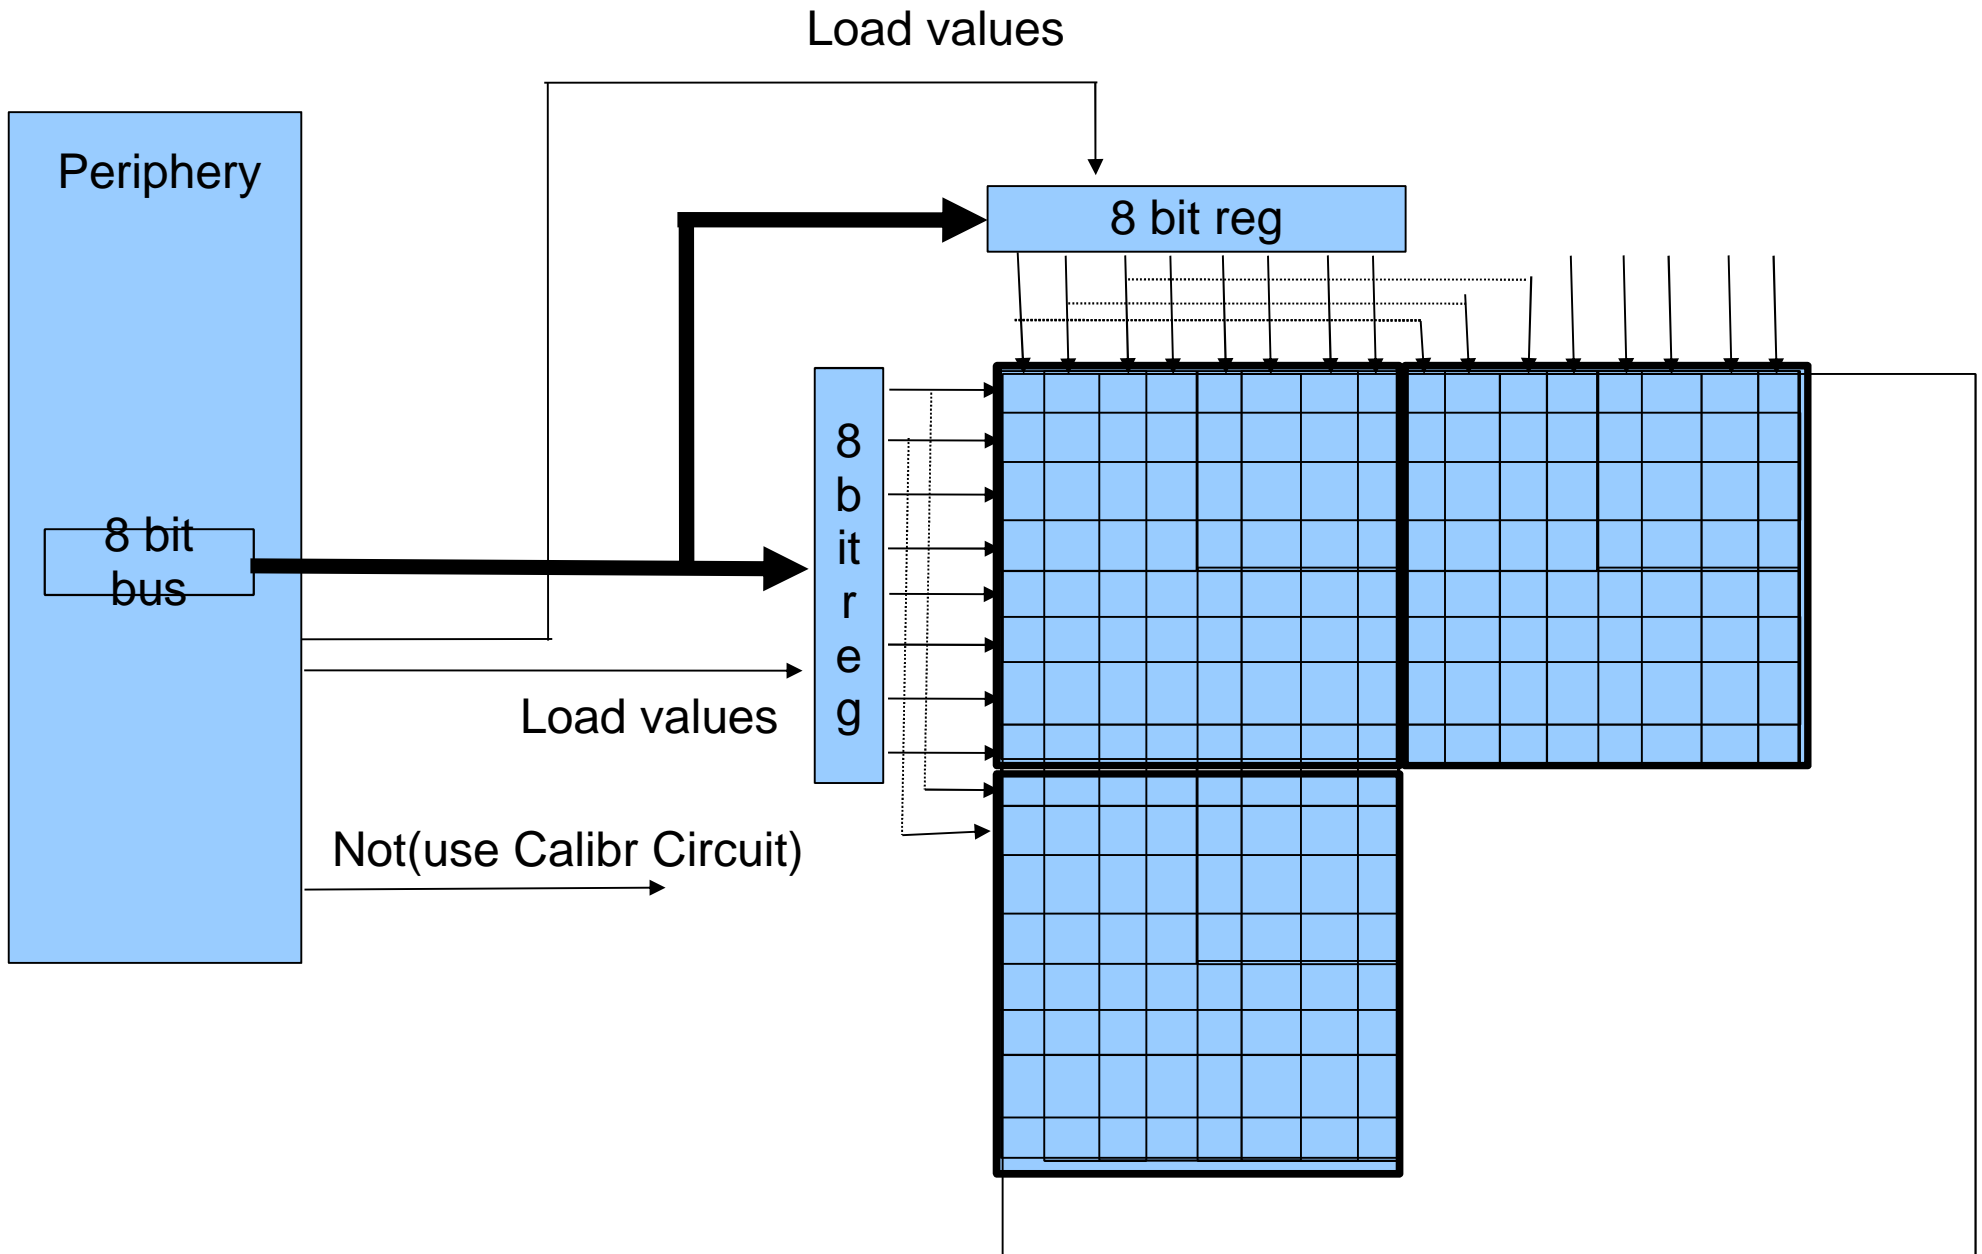 Load values
Periphery
8 bit reg
8
b
it
r
e
g
8 bit
bus
Load values
Not(use Calibr Circuit)